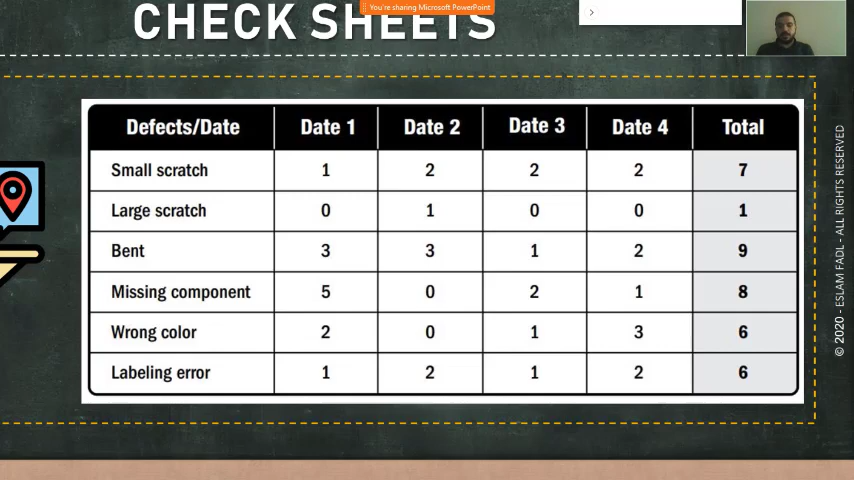 You're sharing Microsoft PowerPoint
CHECK SHEETS
Defects/Date Date 1 Date 2 Date 3 Date 4 Total
Small scratch 1 2 2 2 7
Large scratch 0 1 0 0 1
Bent 3 3 1 2 9
Missing component 5 0 2 1 8
Wrong color 2 0 1 3 6
Labeling error 1 2 1 2 6
© 2020 - ESLAM FADL - ALL RIGHTS RESERVED